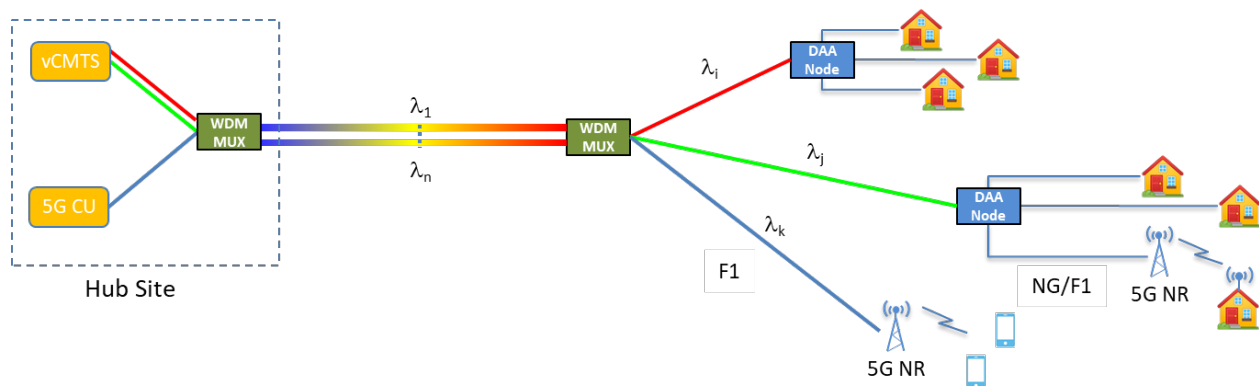 vCMTS
5G CU
WDM
MUX
Hub Site
λ1
λn
WDM
MUX
λi
λj
λk
F1
DAA
Node
DAA
Node
NG/F1
5G NR
5G NR